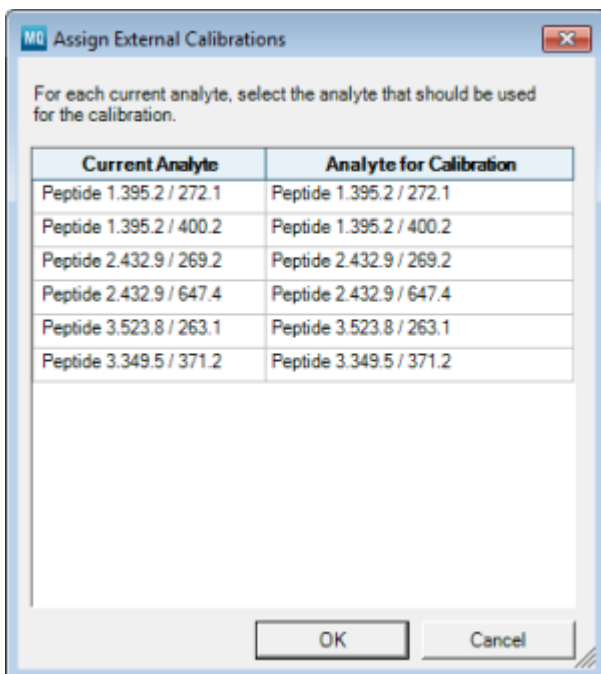 MQ Assign External Calibrations
For each current analyte, select the analyte that should be used
for the calibration.
Current Analyte Analyte for Calibration
Peptide 1.395.2 / 272.1 Peptide 1.395.2 / 272.1
Peptide 1.395.2 / 400.2 Peptide 1.395.2 / 400.2
Peptide 2.432.9 / 269.2 Peptide 2.432.9 / 269.2
Peptide 2.432.9 / 647.4 Peptide 2.432.9 / 647.4
Peptide 3.523.8 / 263.1 Peptide 3.523.8 / 263.1
Peptide 3.349.5 / 371.2 Peptide 3.349.5 / 371.2
OK Cancel